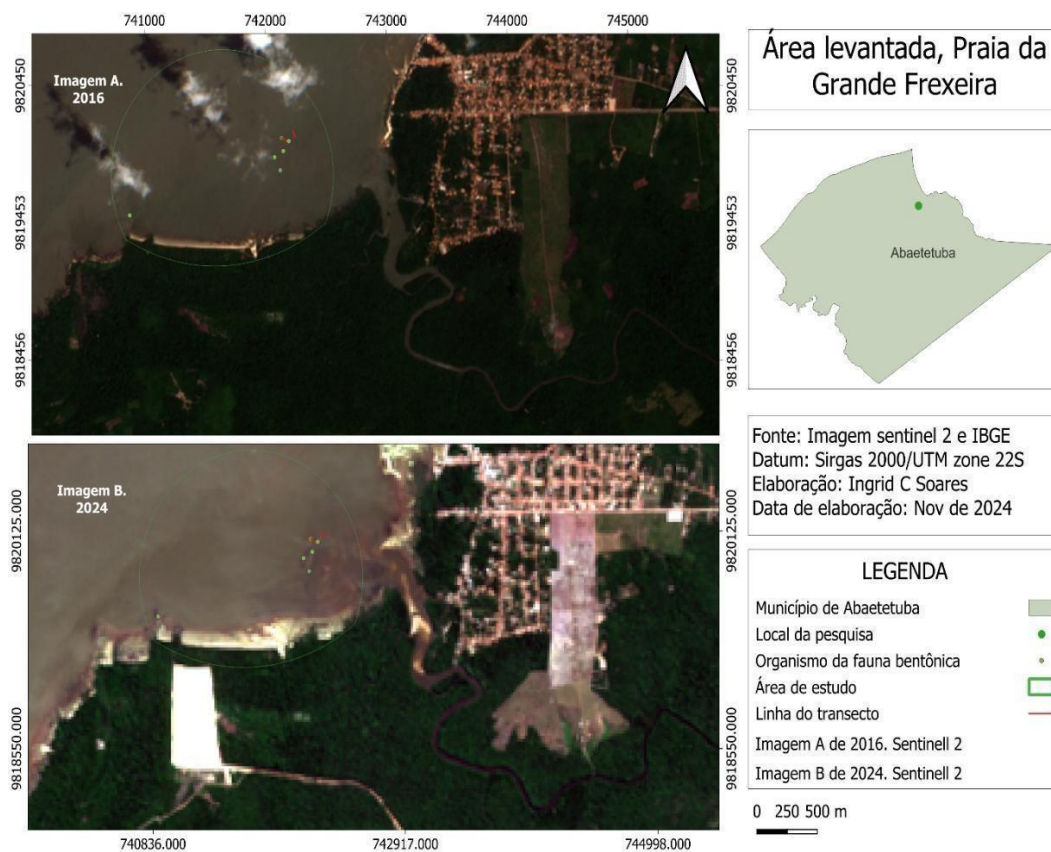 741000 742000 743000 744000 745000
Imagem A.
2016
9820450
9819453
9818456
9820450
9819453
9818456
Imagem B.
2024
9820125.000
9818550.000
9820125.000
9818550.000
740836.000 742917.000 744998.000
Área levantada, Praia da
Grande Frexeira
Abaetetuba
Fonte: Imagem sentinel 2 e IBGE
Datum: Sirgas 2000/UTM zone 22S
Elaboração: Ingrid C Soares
Data de elaboração: Nov de 2024
LEGENDA
Município de Abaetetuba
Local da pesquisa
Organismo da fauna bentônica
Área de estudo
Linha do transecto
Imagem A de 2016. Sentinell 2
Imagem B de 2024. Sentinell 2
0 250 500 m